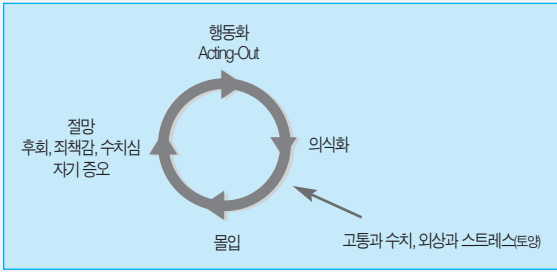 행동화
Acting-Out
절망
후회, 죄책감, 수치심
자기 증오
의식화
몰입
고통과 수치, 외상과 스트레스(토양)